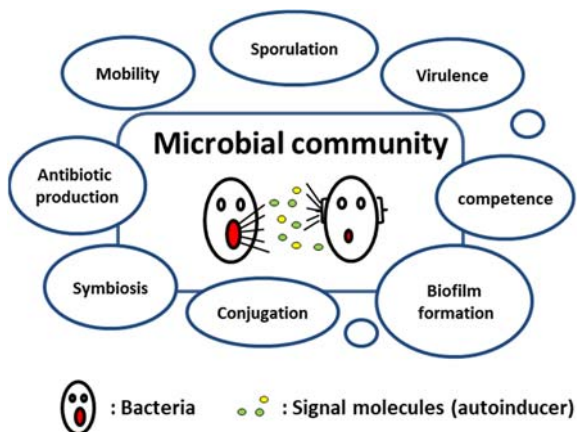 Sporulation
Mobility
Virulence
Microbial community
Antibiotic
production
competence
Symbiosis
Conjugation
Biofilm
formation
: Bacteria
: Signal molecules (autoinducer)